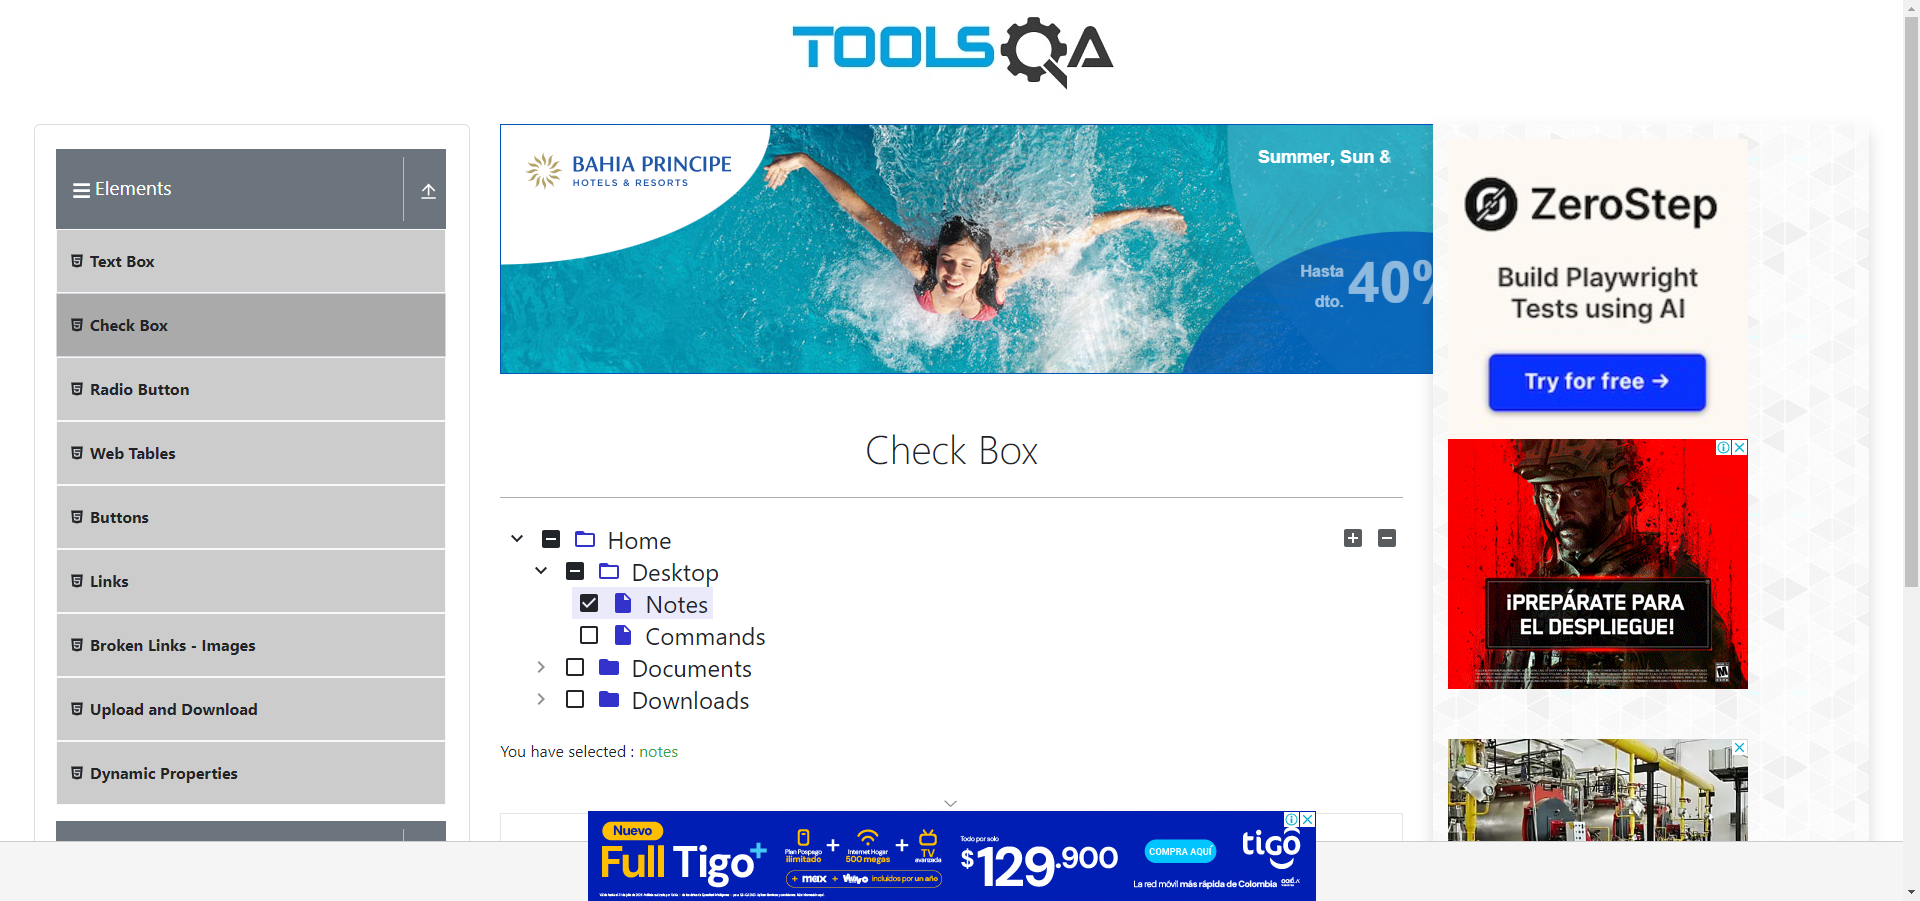 TOOLSQA
Elements
Text Box
Check Box
Radio Button
Web Tables
Buttons
Links
Broken Links - Images
Upload and Download
Dynamic Properties
BAHIA PRINCIPE
HOTELS & RESORTS
Summer, Sun &
Hasta
dto.
40%
Check Box
Home
Desktop
Notes
Commands
Documents
Downloads
You have selected : notes
ZeroStep
Build Playwright
Tests using AI
Try for free →
¡PREPÁRATE PARA
EL DESPLIEGUE!
M
Nuevo
Full Tigo+
Plan Pospago
ilimitado
+
Internet Hogar
500 megas
+
TV
avanzada
+ max + ViX incluidos por un año
Todo por solo
$129.900
COMPRA AQUÍ
tigo
La red móvil más rápida de Colombia